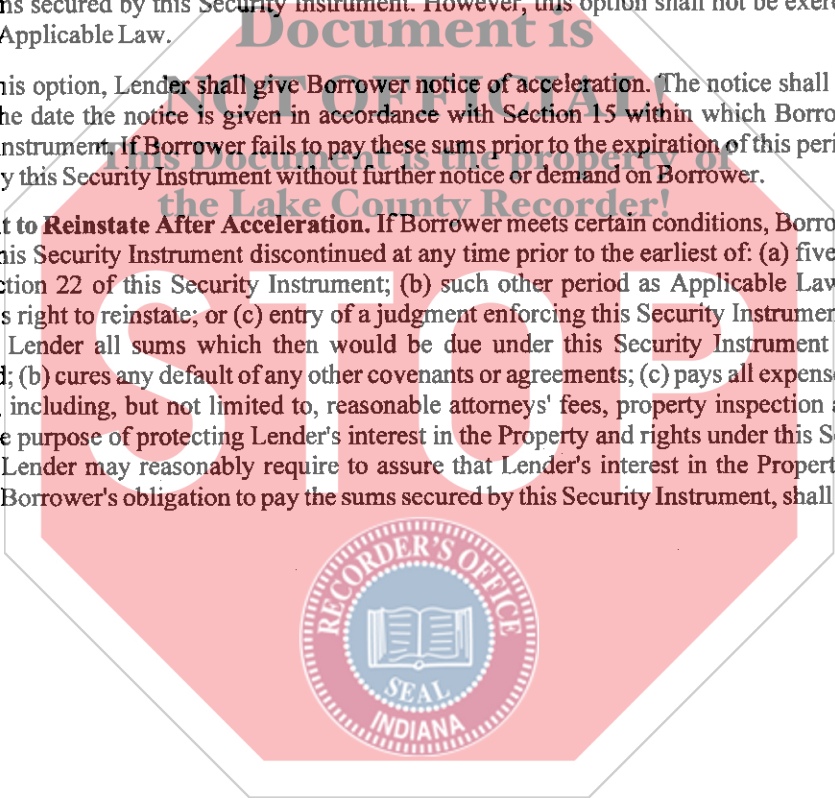 ns secured by this Security Instrument. However, this option shall not be exer
Applicable Law.
Document is
his option, Lender shall give Borrower notice of acceleration. The notice shall
NOT OFFICIAL
he date the notice is given in accordance with Section 15 within which Borro
nstrument. If Borrower fails to pay these sums prior to the expiration of this peri
This Document is the property of
y this Security Instrument without further notice or demand on Borrower.
the Lake County Recorder!
t to Reinstate After Acceleration. If Borrower meets certain conditions, Borro
his Security Instrument discontinued at any time prior to the earliest of: (a) five
ction 22 of this Security Instrument; (b) such other period as Applicable Law
s right to reinstate; or (c) entry of a judgment enforcing this Security Instrumen
Lender all sums which then would be due under this Security Instrument
d; (b) cures any default of any other covenants or agreements; (c) pays all expens
, including, but not limited to, reasonable attorneys' fees, property inspection a
e purpose of protecting Lender's interest in the Property and rights under this S
Lender may reasonably require to assure that Lender's interest in the Propert
Borrower's obligation to pay the sums secured by this Security Instrument, shall
STOP
RECORDER'S OFFICE
SEAL
INDIANA